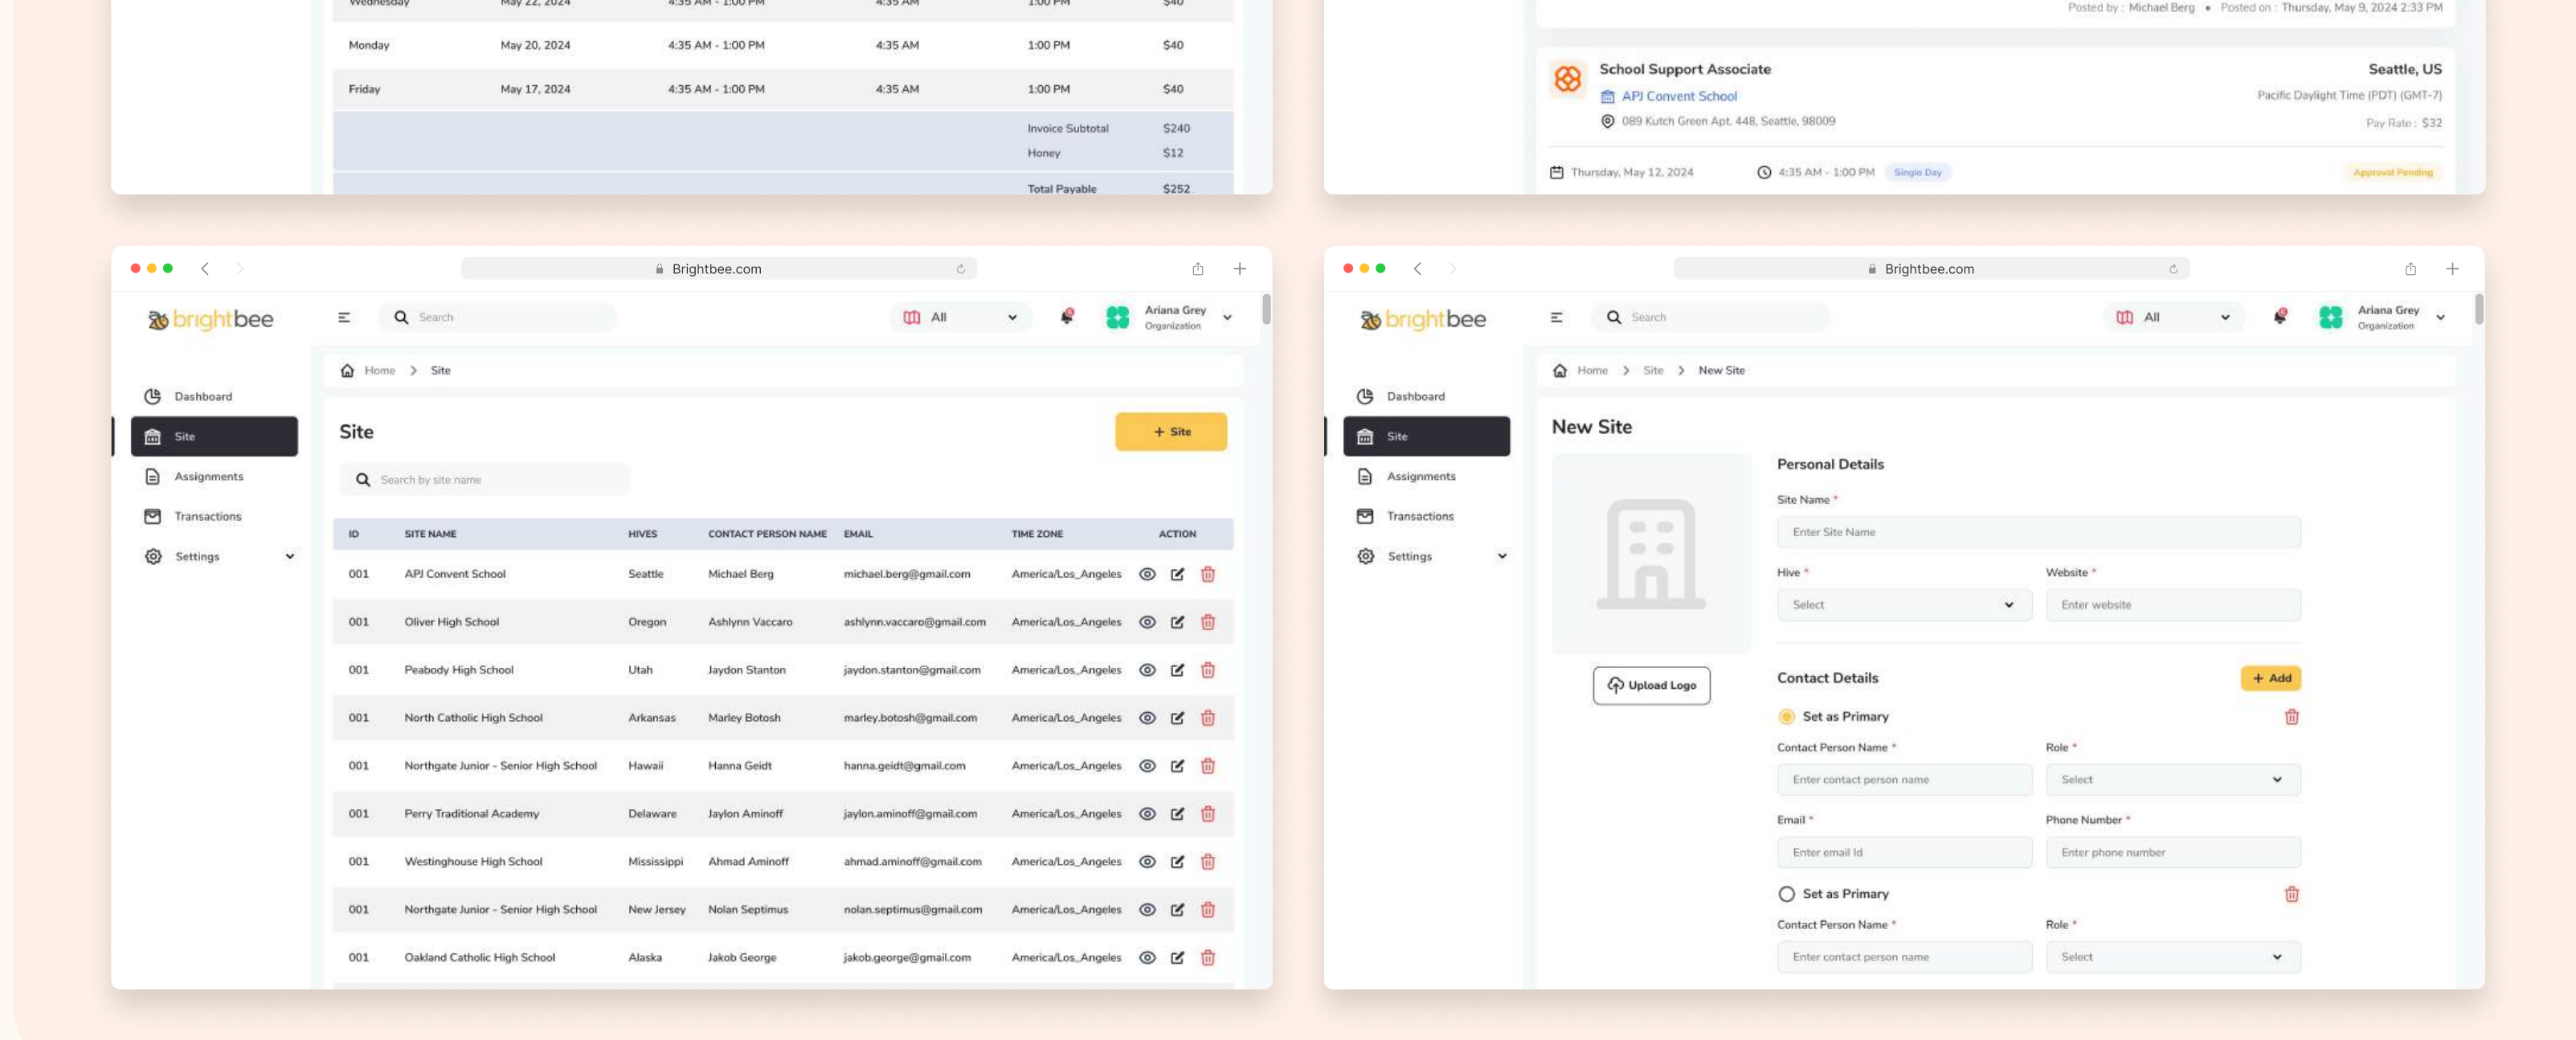 Wednesday May 22, 2024 4:35 AM - 1:00 PM 4:35 AM 1:00 PM $40
Monday May 20, 2024 4:35 AM - 1:00 PM 4:35 AM 1:00 PM $40
Friday May 17, 2024 4:35 AM - 1:00 PM 4:35 AM 1:00 PM $40
Invoice Subtotal $240
Honey $12
Total Payable $252
Posted by : Michael Berg • Posted on : Thursday, May 9, 2024 2:33 PM
School Support Associate Seattle, US
APJ Convent School Pacific Daylight Time (PDT) (GMT-7)
089 Kutch Green Apt. 448, Seattle, 98009 Pay Rate : $32
Thursday, May 12, 2024 4:35 AM - 1:00 PM Single Day Approval Pending
Brightbee.com
brightbee Search All Ariana Grey
Organization
Home > Site
Dashboard
Site
Assignments
Transactions
Settings
Site + Site
Search by site name
ID SITE NAME HIVES CONTACT PERSON NAME EMAIL TIME ZONE ACTION
001 APJ Convent School Seattle Michael Berg michael.berg@gmail.com America/Los_Angeles
001 Oliver High School Oregon Ashlynn Vaccaro ashlynn.vaccaro@gmail.com America/Los_Angeles
001 Peabody High School Utah Jaydon Stanton jaydon.stanton@gmail.com America/Los_Angeles
001 North Catholic High School Arkansas Marley Botosh marley.botosh@gmail.com America/Los_Angeles
001 Northgate Junior - Senior High School Hawaii Hanna Geidt hanna.geidt@gmail.com America/Los_Angeles
001 Perry Traditional Academy Delaware Jaylon Aminoff jaylon.aminoff@gmail.com America/Los_Angeles
001 Westinghouse High School Mississippi Ahmad Aminoff ahmad.aminoff@gmail.com America/Los_Angeles
001 Northgate Junior - Senior High School New Jersey Nolan Septimus nolan.septimus@gmail.com America/Los_Angeles
001 Oakland Catholic High School Alaska Jakob George jakob.george@gmail.com America/Los_Angeles
Brightbee.com
brightbee Search All Ariana Grey
Organization
Home > Site > New Site
Dashboard
Site
Assignments
Transactions
Settings
New Site
Upload Logo
Personal Details
Site Name *
Enter Site Name
Hive * Website *
Select Enter website
Contact Details + Add
Set as Primary
Contact Person Name * Role *
Enter contact person name Select
Email * Phone Number *
Enter email Id Enter phone number
Set as Primary
Contact Person Name * Role *
Enter contact person name Select